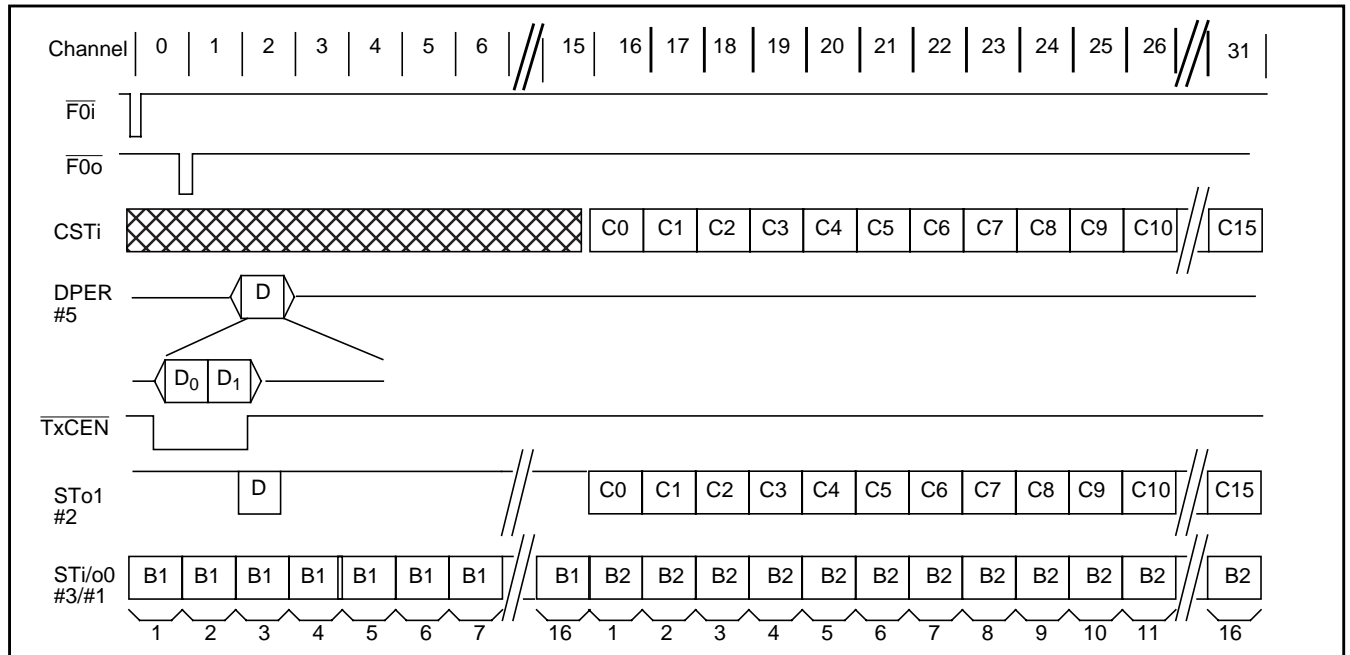 Channel 0 1 2 3 4 5 6 15 16 17 18 19 20 21 22 23 24 25 26 31
F0i
F0o
CSTi C0 C1 C2 C3 C4 C5 C6 C7 C8 C9 C10 C15
DPER D
#5
D0 D1
TxCEN
STo1 D C0 C1 C2 C3 C4 C5 C6 C7 C8 C9 C10 C15
#2
STi/o0 B1 B1 B1 B1 B1 B1 B1 B1 B2 B2 B2 B2 B2 B2 B2 B2 B2 B2 B2 B2
#3/#1
1 2 3 4 5 6 7 16 1 2 3 4 5 6 7 8 9 10 11 16